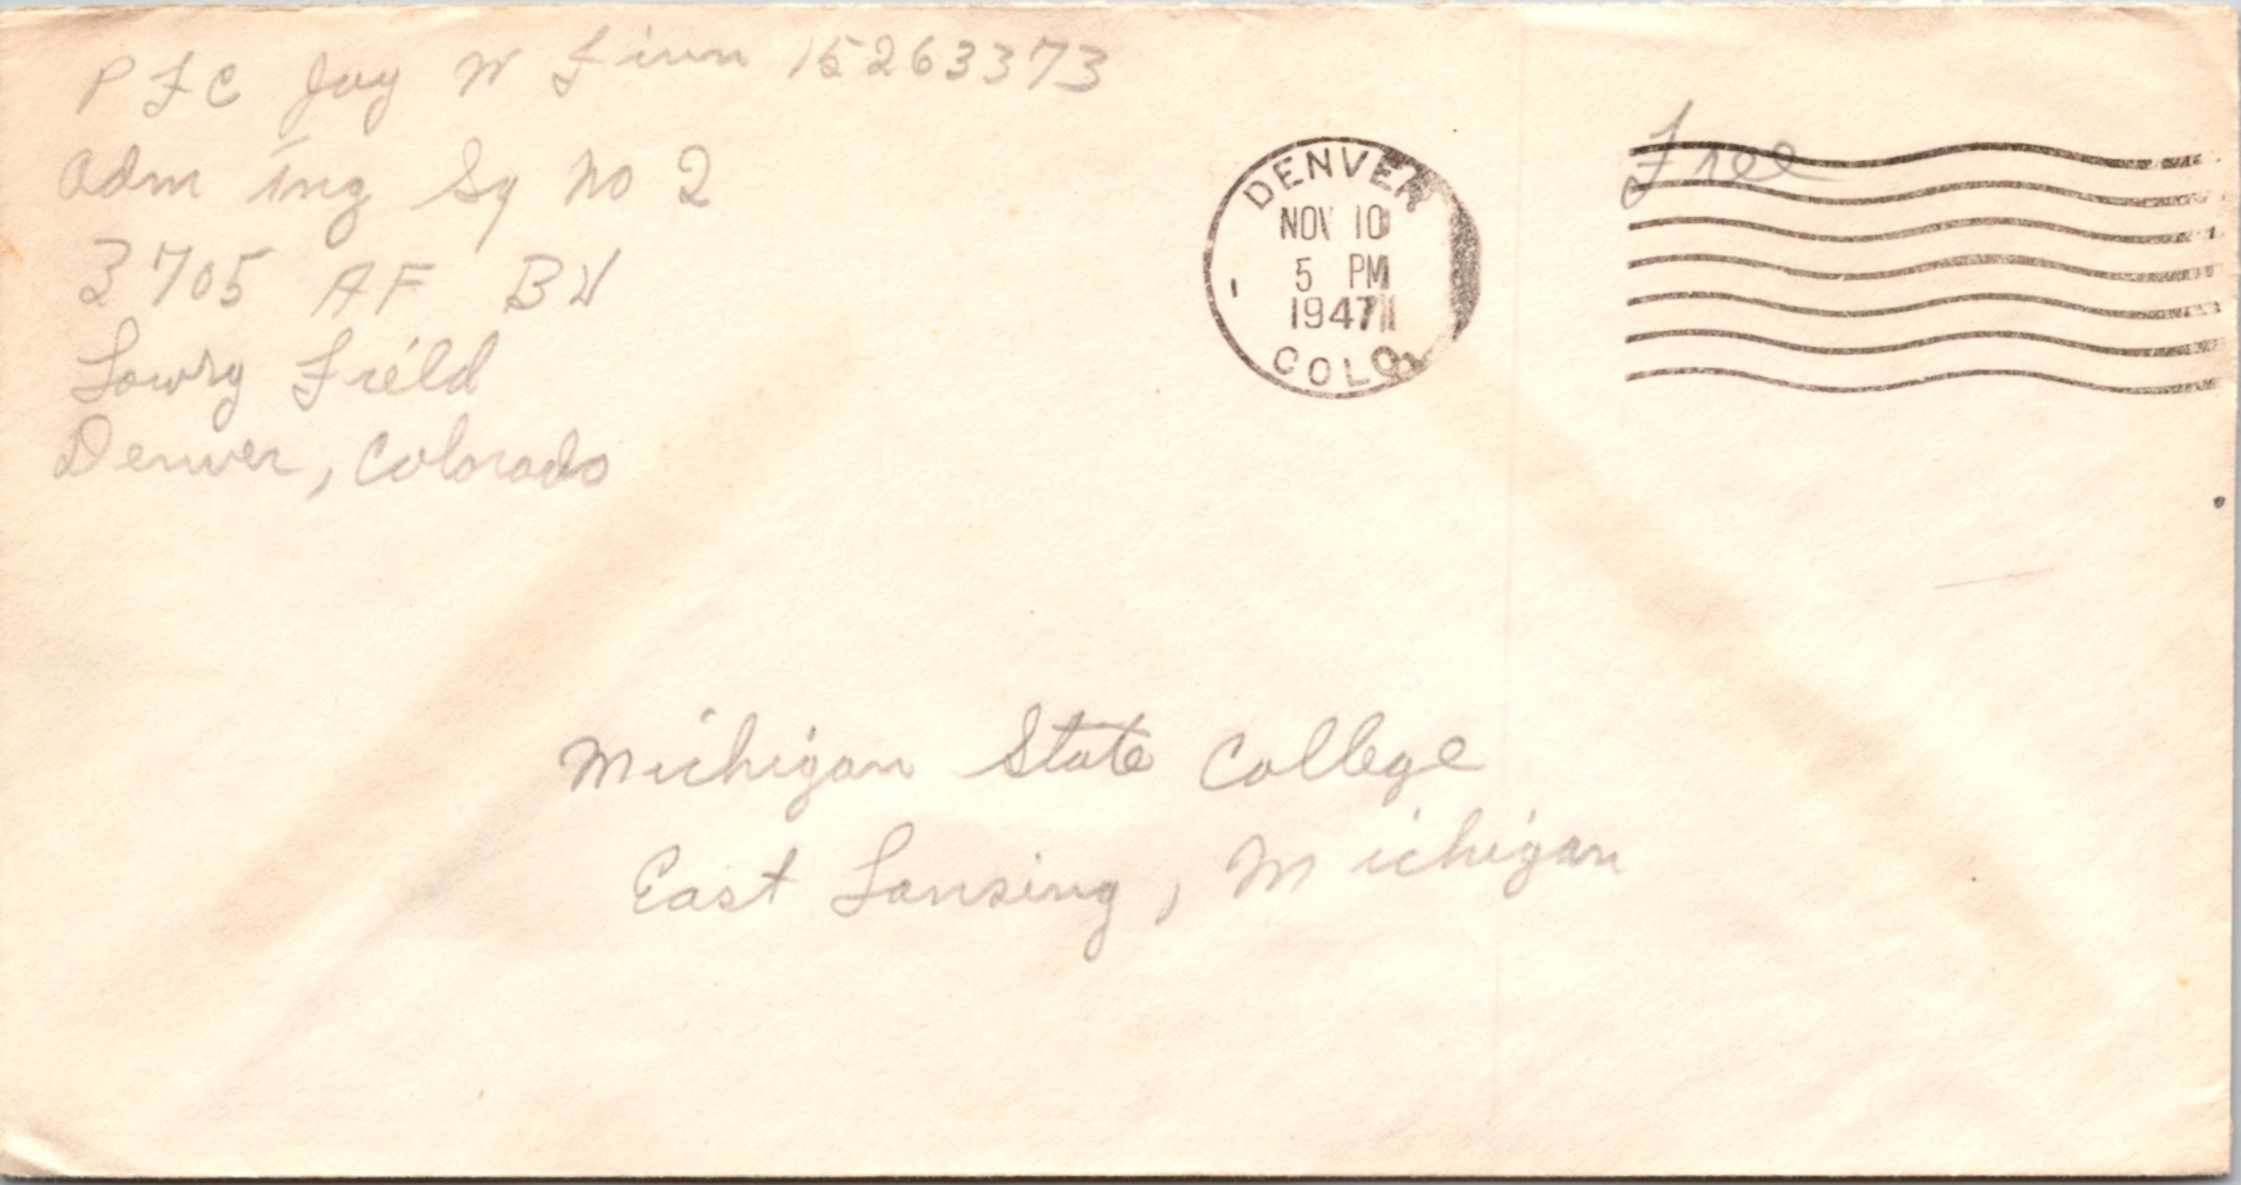 PFC Jay W Finn 15263373
Adm Tng Sq No 2
3705 AF BU
Lowry Field
Denver, Colorado
DENVER
NOV 10
5 PM
1947
COLO.
1
Free
Michigan State College
East Lansing, Michigan